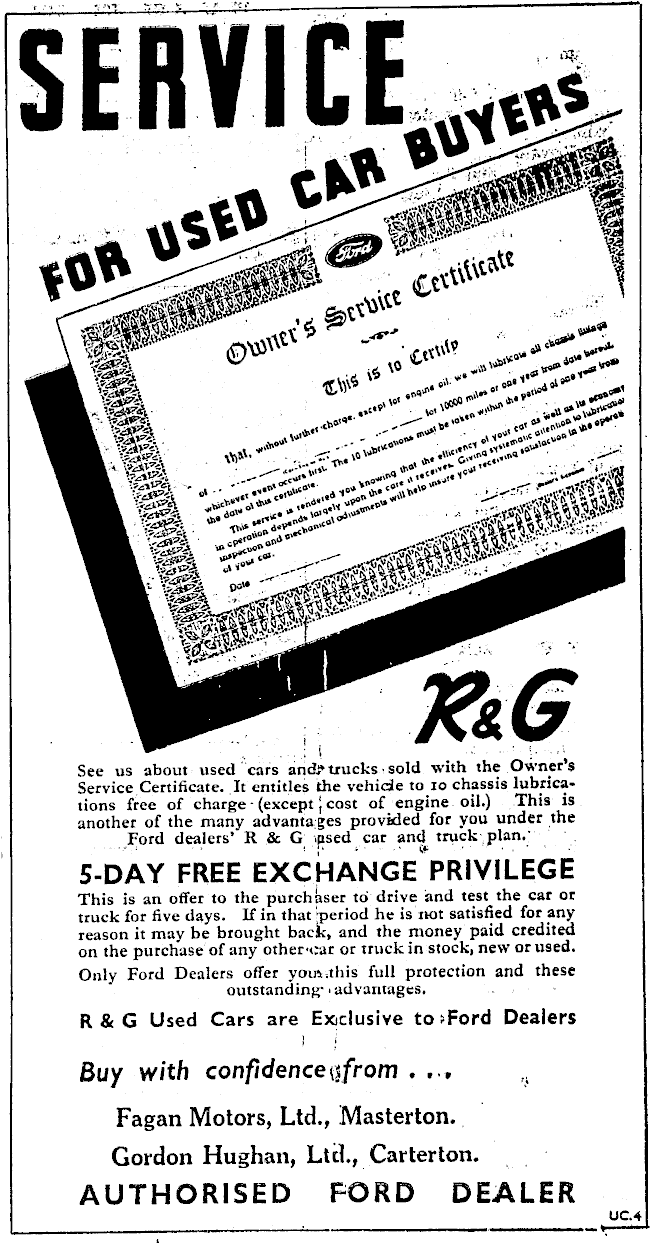 SERVICE
FOR USED CAR BUYERS
Ford
Owner's Service Certificate
This is to Certify
that, without further charge, except for engine oil, we will lubricate all chassis fittings
of for 10000 miles or one year from date hereof,
whichever event occurs first. The 10 lubrications must be taken within the period of one year from
the date of this certificate.
This service is rendered you knowing that the efficiency of your car as well as its economy
in operation depends largely upon the care it receives. Giving systematic attention to lubrication
inspection and mechanical adjustments will help insure your receiving satisfaction in the operati
of your car.
Date
R & G
See us about used cars and trucks sold with the Owner's
Service Certificate. It entitles the vehicle to 10 chassis lubrica-
tions free of charge (except cost of engine oil.) This is
another of the many advantages provided for you under the
Ford dealers' R & G used car and truck plan.
5-DAY FREE EXCHANGE PRIVILEGE
This is an offer to the purchaser to drive and test the car or
truck for five days. If in that period he is not satisfied for any
reason it may be brought back, and the money paid credited
on the purchase of any other car or truck in stock, new or used.
Only Ford Dealers offer you this full protection and these
outstanding advantages.
R & G Used Cars are Exclusive to Ford Dealers
Buy with confidence from . . .
Fagan Motors, Ltd., Masterton.
Gordon Hughan, Ltd., Carterton.
AUTHORISED FORD DEALER
UC.4